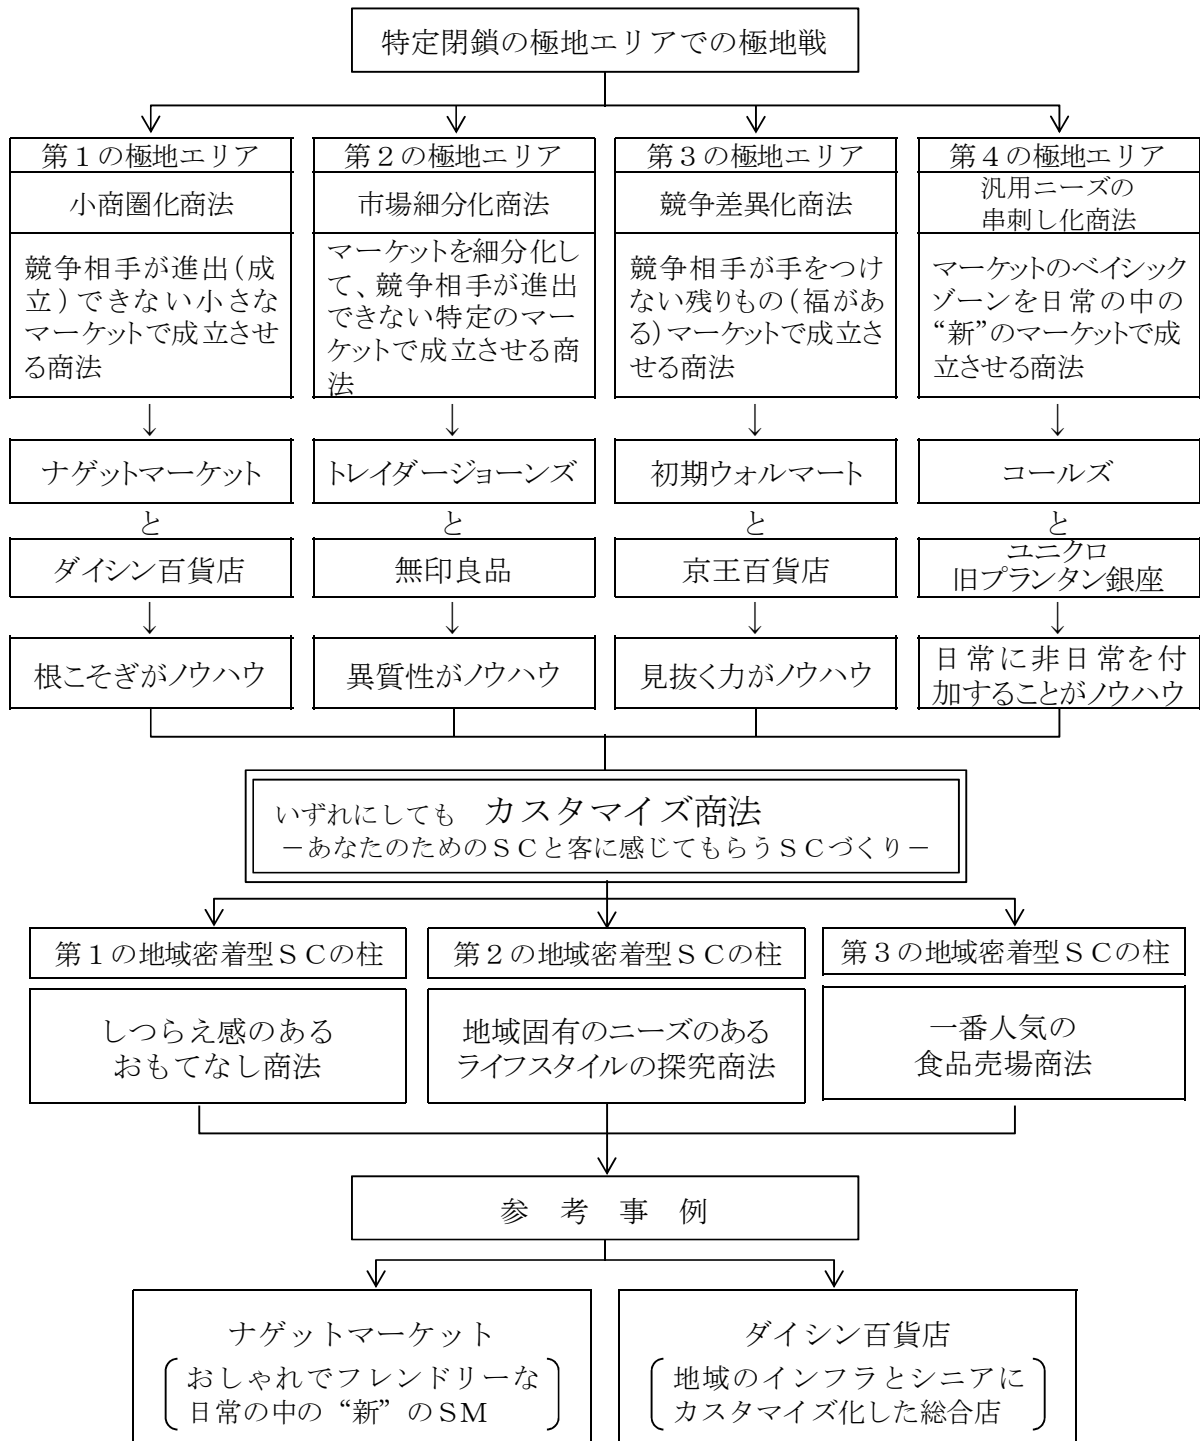 特定閉鎖の極地エリアでの極地戦
第１の極地エリア
小商圏化商法
競争相手が進出（成
立）できない小さな
マーケットで成立させ
る商法
↓
ナゲットマーケット
と
ダイシン百貨店
↓
根こそぎがノウハウ
第２の極地エリア
市場細分化商法
マーケットを細分化し
て、競争相手が進出
できない特定のマー
ケットで成立させる商
法
↓
トレイダージョーンズ
と
無印良品
↓
異質性がノウハウ
第３の極地エリア
競争差異化商法
競争相手が手をつけ
ない残りもの（福があ
る）マーケットで成立さ
せる商法
↓
初期ウォルマート
と
京王百貨店
↓
見抜く力がノウハウ
第４の極地エリア
汎用ニーズの
串刺し化商法
マーケットのベイシック
ゾーンを日常の中の
“新”のマーケットで成
立させる商法
↓
コールズ
と
ユニクロ
旧プランタン銀座
↓
日常に非日常を付
加することがノウハウ
いずれにしても　カスタマイズ商法
－あなたのためのＳＣと客に感じてもらうＳＣづくり－
第１の地域密着型ＳＣの柱
しつらえ感のある
おもてなし商法
第２の地域密着型ＳＣの柱
地域固有のニーズのある
ライフスタイルの探究商法
第３の地域密着型ＳＣの柱
一番人気の
食品売場商法
参　考　事　例
ナゲットマーケット
おしゃれでフレンドリーな
日常の中の“新”のＳＭ
ダイシン百貨店
地域のインフラとシニアに
カスタマイズ化した総合店